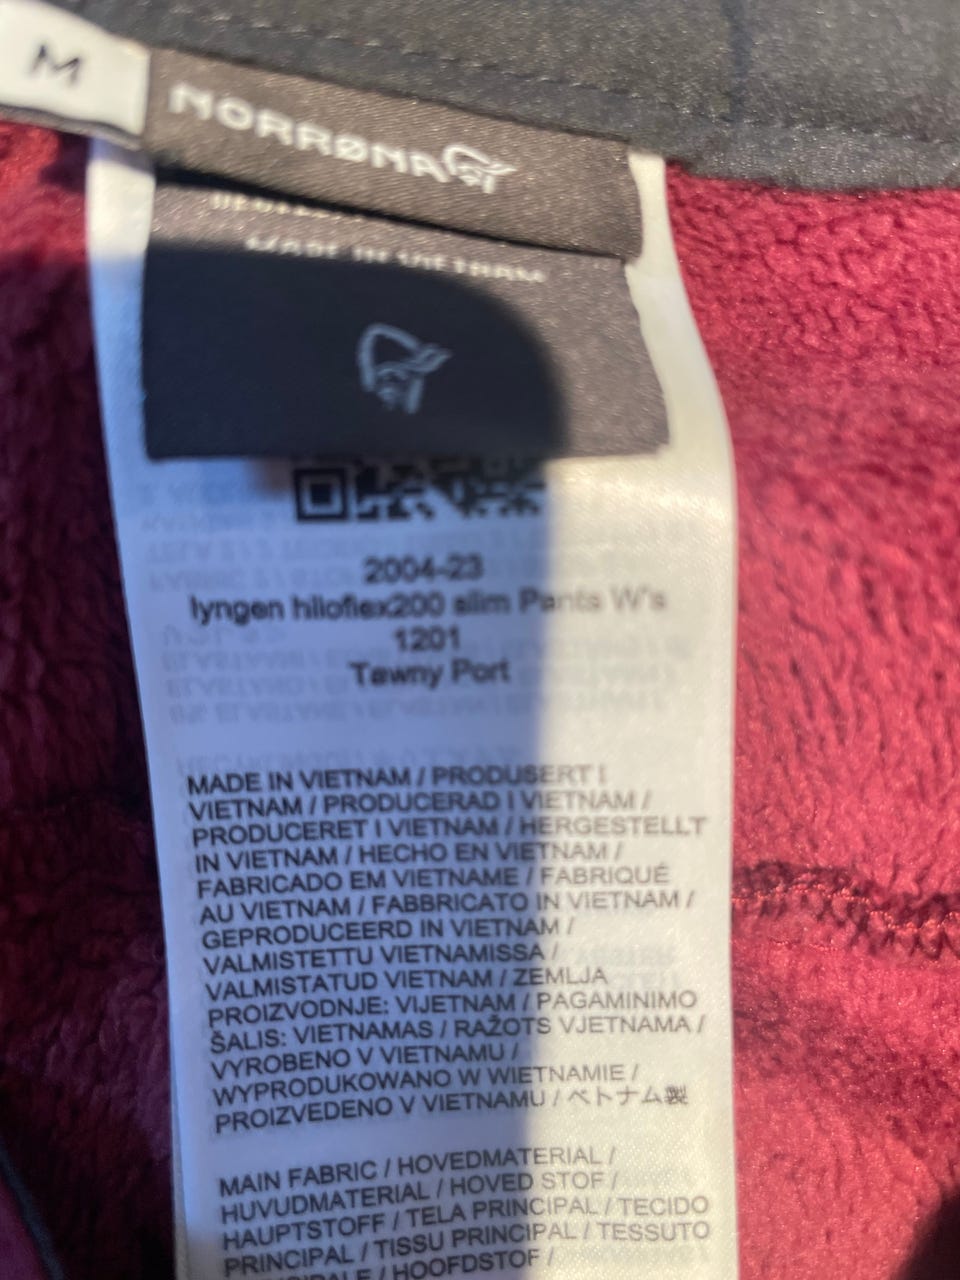 M
NORRØNA
MADE IN VIETNAM
2004-23
lyngen hiloflex200 slim Pants W's
1201
Tawny Port
MADE IN VIETNAM / PRODUSERT I
VIETNAM / PRODUCERAD I VIETNAM /
PRODUCERET I VIETNAM / HERGESTELLT
IN VIETNAM / HECHO EN VIETNAM /
FABRICADO EM VIETNAME / FABRIQUÉ
AU VIETNAM / FABBRICATO IN VIETNAM /
GEPRODUCEERD IN VIETNAM /
VALMISTETTU VIETNAMISSA /
VALMISTATUD VIETNAM / ZEMLJA
PROIZVODNJE: VIJETNAM / PAGAMINIMO
ŠALIS: VIETNAMAS / RAŽOTS VJETNAMA /
VYROBENO V VIETNAMU /
WYPRODUKOWANO W WIETNAMIE /
PROIZVEDENO V VIETNAMU / ベトナム製
MAIN FABRIC / HOVEDMATERIAL /
HUVUDMATERIAL / HOVED STOF /
HAUPTSTOFF / TELA PRINCIPAL / TECIDO
PRINCIPAL / TISSU PRINCIPAL / TESSUTO
/ HOOFDSTOF /